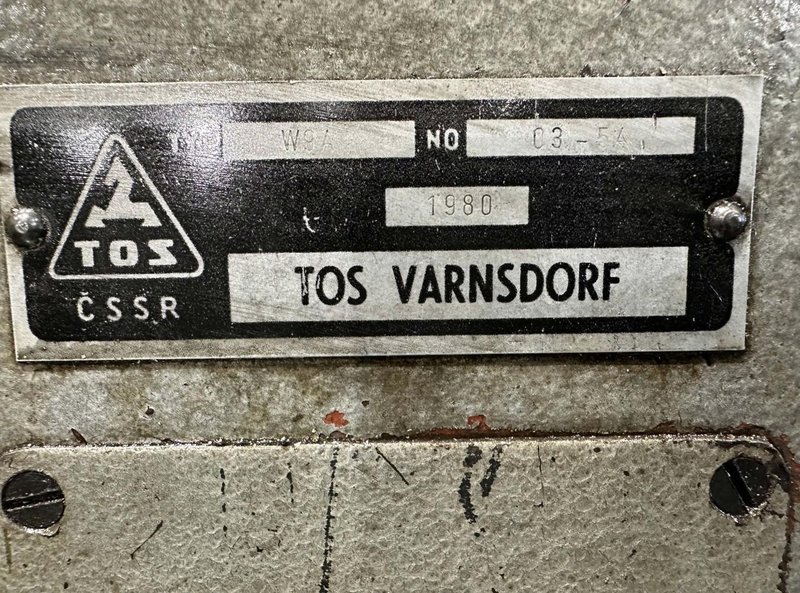 NO
1980
TOS
ČSSR
TOS VARNSDORF